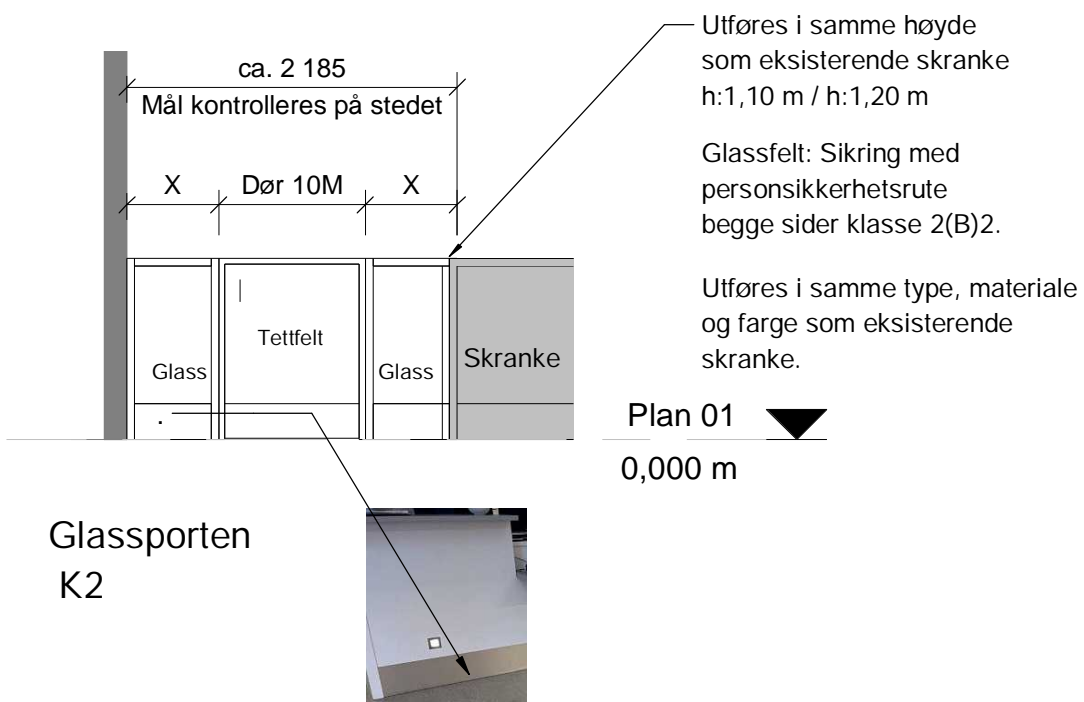 ca. 2 185
Mål kontrolleres på stedet
X
Dør 10M
X
Utføres i samme høyde
som eksisterende skranke
h:1,10 m / h:1,20 m
Glassfelt: Sikring med
personsikkerhetsrute
begge sider klasse 2(B)2.
Utføres i samme type, materiale
og farge som eksisterende
skranke.
Glass
Tettfelt
Glass
Skranke
Plan 01
0,000 m
Glassporten
K2